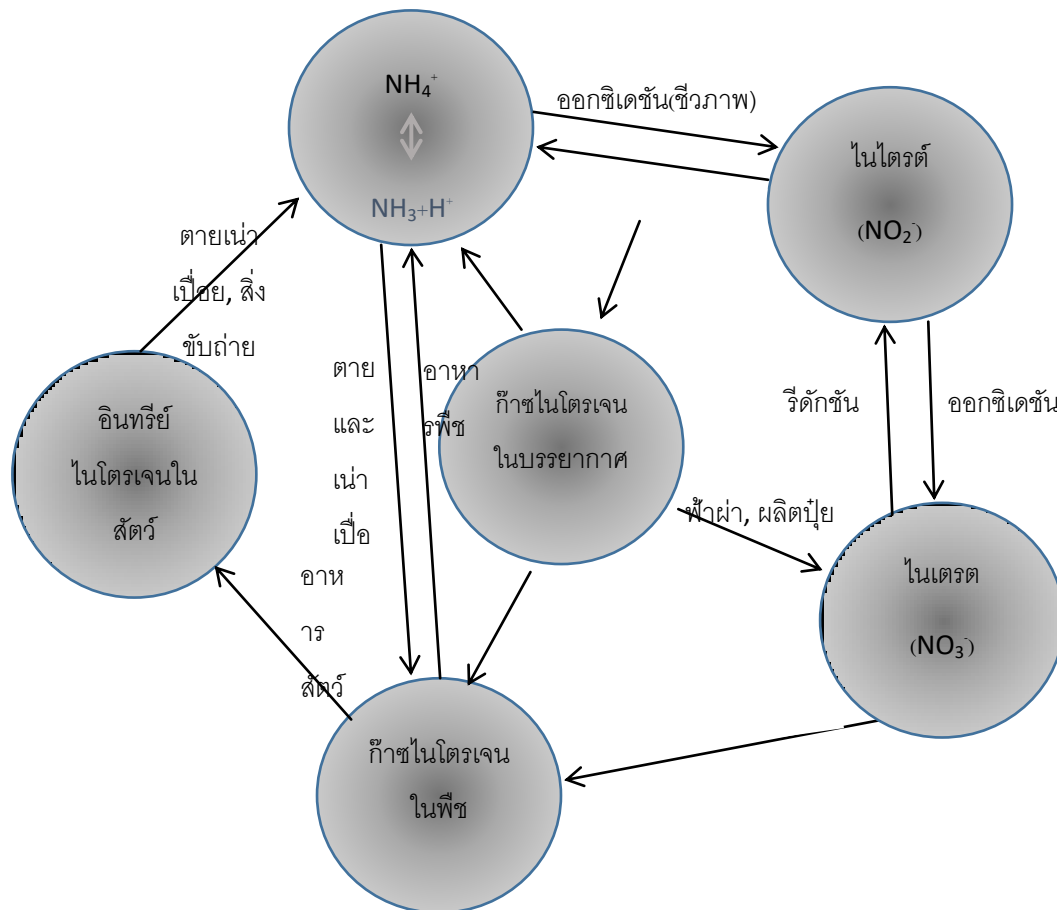 NH₄⁺
NH₃+H⁺
ออกซิเดชัน(ชีวภาพ)
ไนไตรต์
(NO₂⁻)
ตายเน่า
เปื่อย, สิ่ง
ขับถ่าย
อินทรีย์
ไนโตรเจนใน
สัตว์
ตาย
และ
เน่า
เปื่อ
อาหา
รพืช
ก๊าซไนโตรเจน
ในบรรยากาศ
รีดักชัน
ออกซิเดชัน
ฟ้าผ่า, ผลิตปุ๋ย
ไนเตรต
(NO₃⁻)
อาห
าร
สัตว์
ก๊าซไนโตรเจน
ในพืช